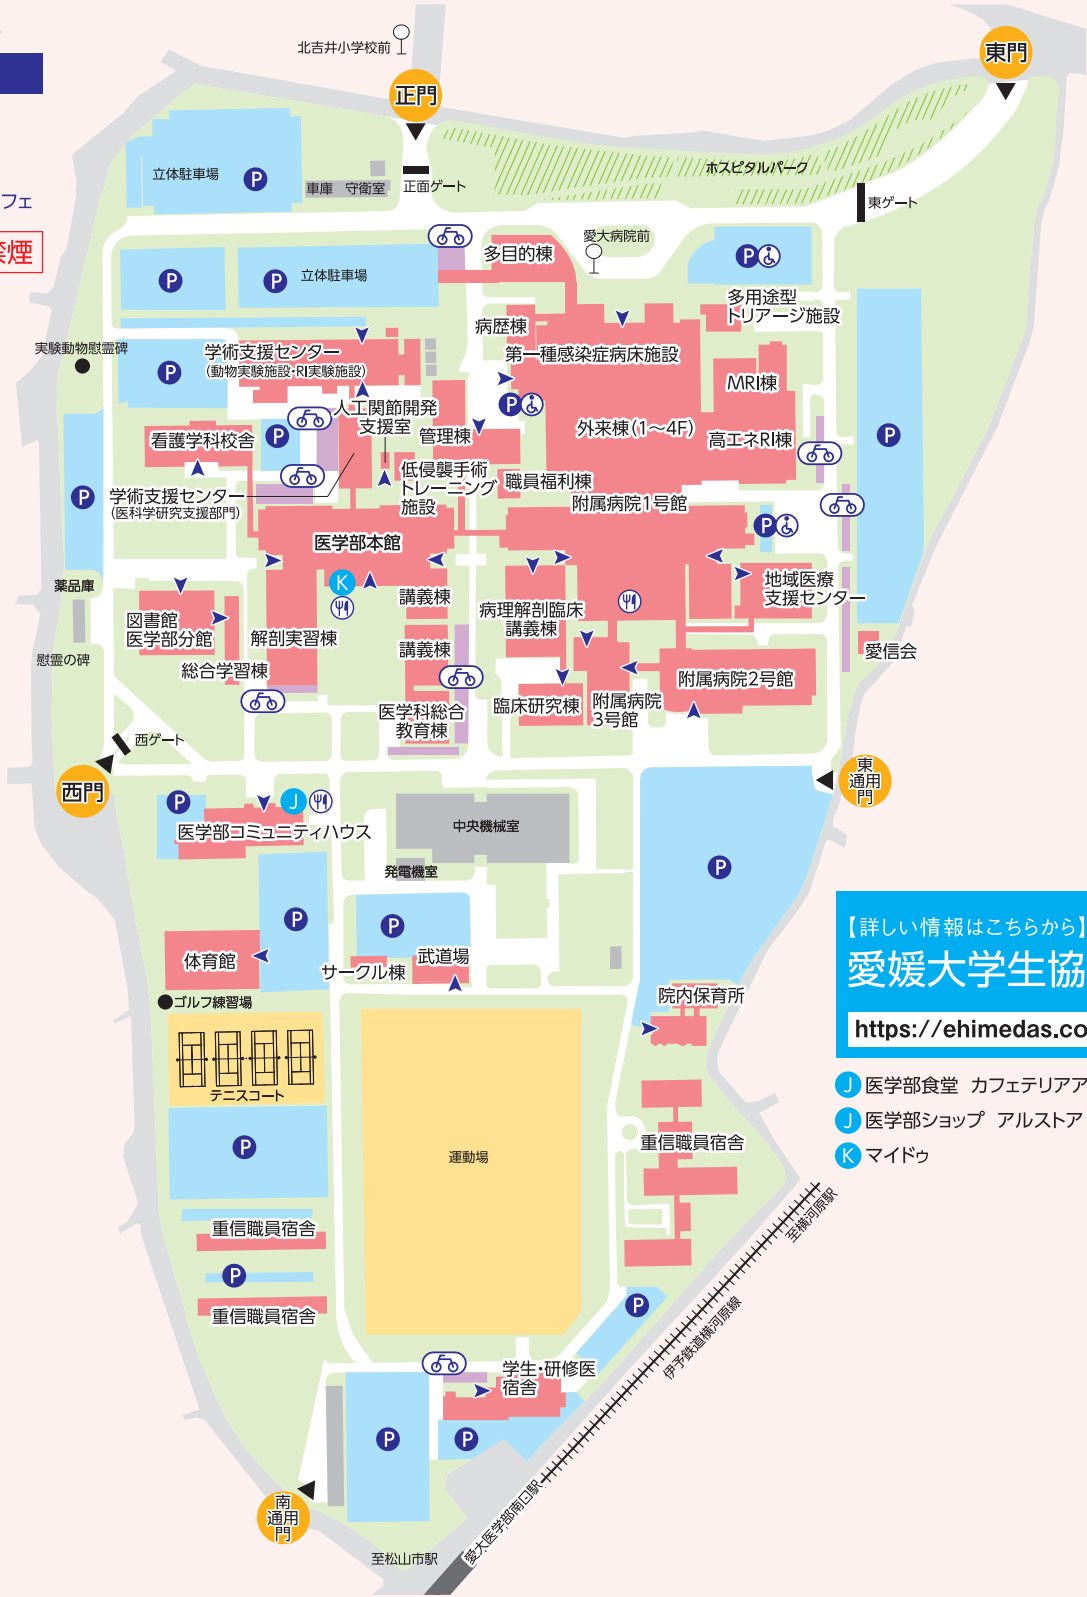 北吉井小学校前
東門
正門
フェ
禁煙
ホスピタルパーク
立体駐車場
P
車庫 守衛室
正面ゲート
東ゲート
愛大病院前
多目的棟
P
P
P
立体駐車場
多用途型
トリアージ施設
病歴棟
実験動物慰霊碑
学術支援センター
(動物実験施設・RI実験施設)
第一種感染症病床施設
P
MRI棟
人工関節開発
支援室
P
外来棟(1〜4F)
高エネRI棟
P
看護学科校舎
P
管理棟
低侵襲手術
トレーニング
施設
職員福利棟
P
学術支援センター
(医科学研究支援部門)
附属病院1号館
P
医学部本館
薬品庫
K
地域医療
支援センター
図書館
医学部分館
講義棟
病理解剖臨床
講義棟
慰霊の碑
解剖実習棟
講義棟
愛信会
総合学習棟
附属病院2号館
医学科総合
教育棟
臨床研究棟
附属病院
3号館
西ゲート
西門
東
通用
門
P
J
医学部コミュニティハウス
中央機械室
発電機室
P
P
P
【詳しい情報はこちらから】
愛媛大学生協
https://ehimedas.co
体育館
サークル棟
武道場
ゴルフ練習場
院内保育所
J 医学部食堂 カフェテリアア
J 医学部ショップ アルストア
K マイドゥ
テニスコート
P
運動場
重信職員宿舎
至横河原駅
重信職員宿舎
P
重信職員宿舎
P
伊予鉄道横河原線
学生・研修医
宿舎
P
P
南
通用
門
愛大医学部南口駅
至松山市駅